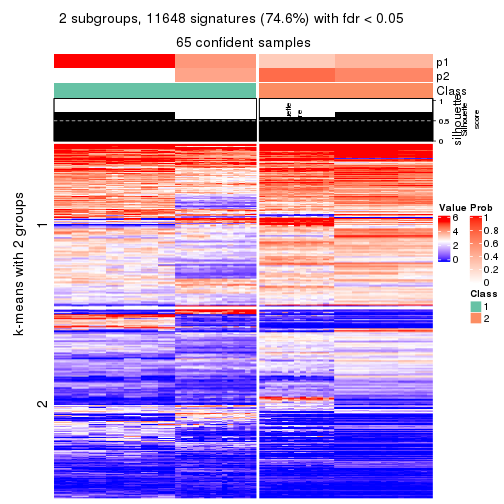 2 subgroups, 11648 signatures (74.6%) with fdr < 0.05
65 confident samples
p1
p2
Class
1
0.5
0
silhouette
Silhouette
score
k-means with 2 groups
1
2
Value
6
4
2
0
Prob
1
0.8
0.6
0.4
0.2
0
Class
1
2